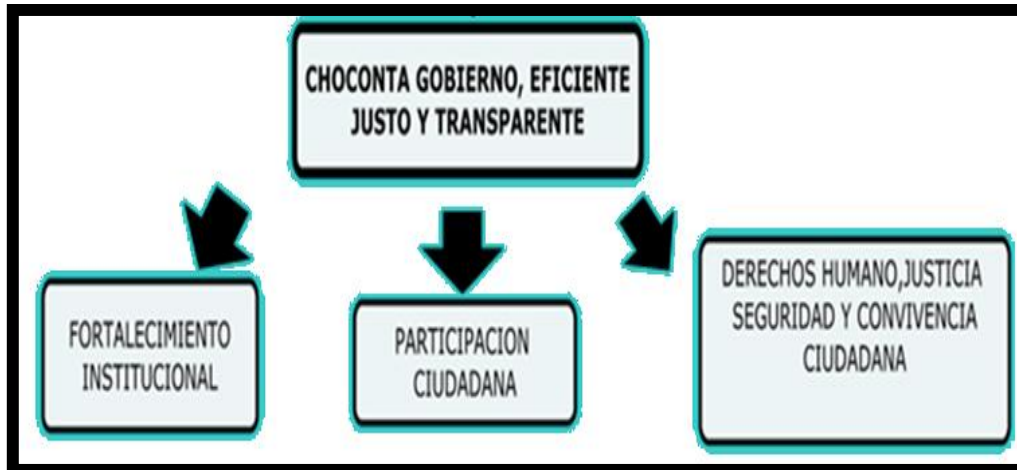 CHOCONTA GOBIERNO, EFICIENTE
JUSTO Y TRANSPARENTE
FORTALECIMIENTO
INSTITUCIONAL
PARTICIPACION
CIUDADANA
DERECHOS HUMANO,JUSTICIA
SEGURIDAD Y CONVIVENCIA
CIUDADANA